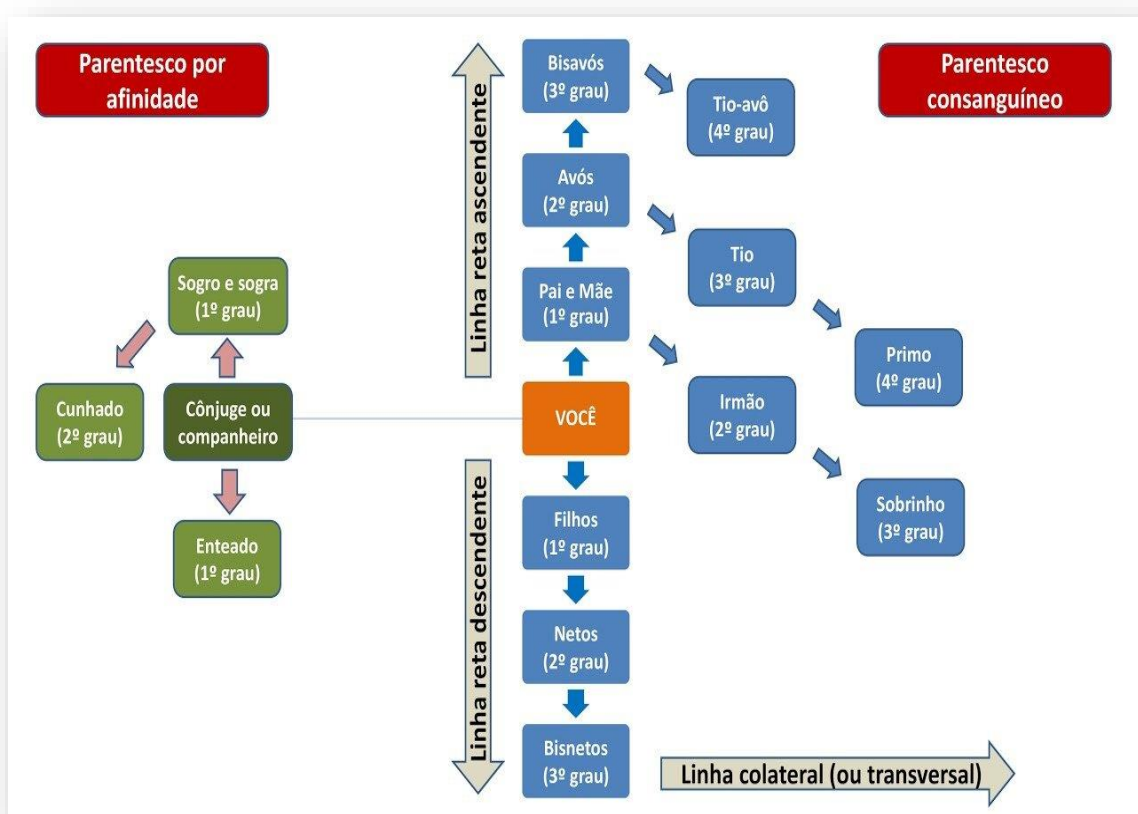 Parentesco por
afinidade
Parentesco
consanguíneo
Linha reta ascendente
Bisavós
(3º grau)
Tio-avô
(4º grau)
Avós
(2º grau)
Tio
(3º grau)
Sogro e sogra
(1º grau)
Pai e Mãe
(1º grau)
Primo
(4º grau)
Cunhado
(2º grau)
Cônjuge ou
companheiro
VOCÊ
Irmão
(2º grau)
Linha reta descendente
Filhos
(1º grau)
Sobrinho
(3º grau)
Enteado
(1º grau)
Netos
(2º grau)
Bisnetos
(3º grau)
Linha colateral (ou transversal)